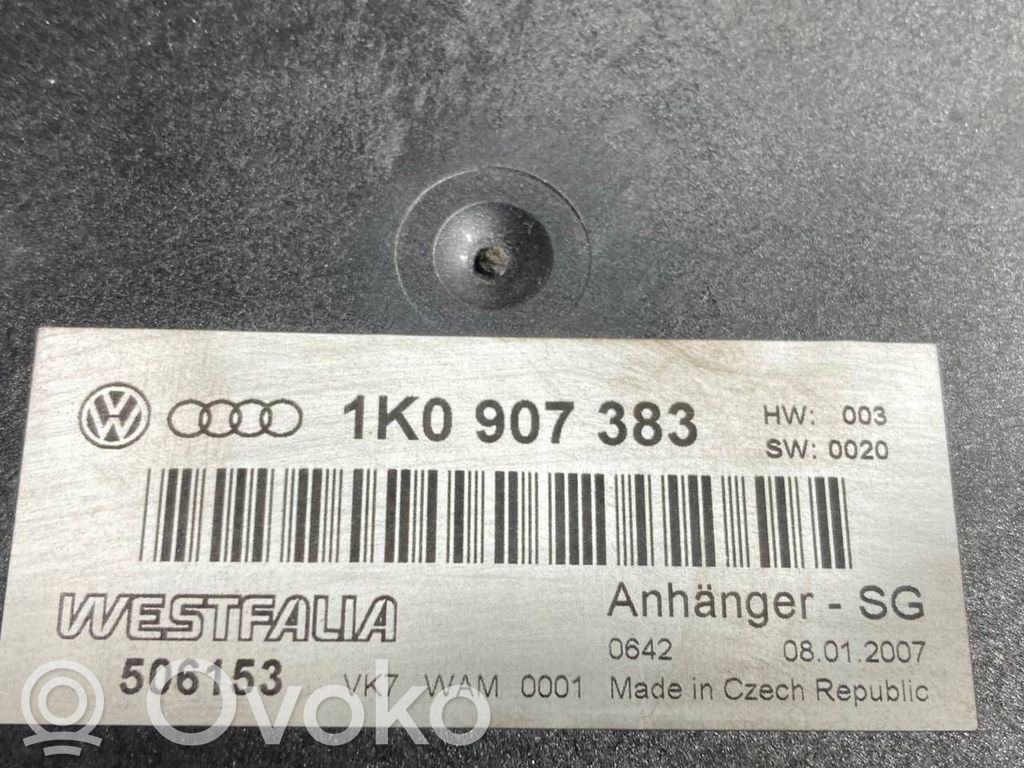 1K0 907 383
HW: 003
SW: 0020
WESTFALIA
Anhänger - SG
506153
0642 08.01.2007
VK7 WAM 0001 Made in Czech Republic
Ovoko